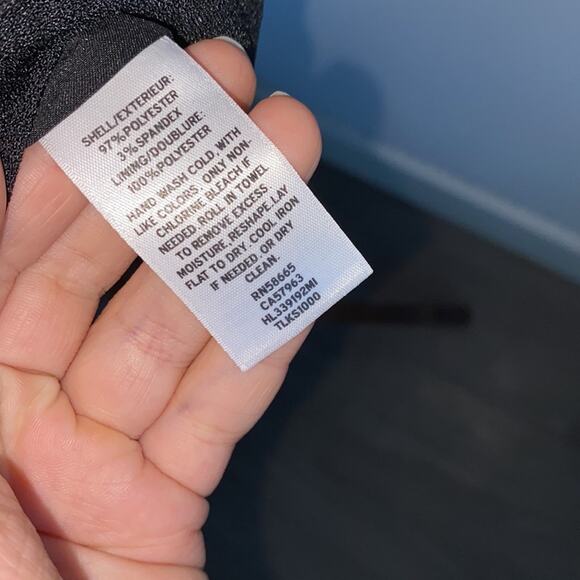 SHELL/EXTERIEUR:
97%POLYESTER
3%SPANDEX
LINING/DOUBLURE:
100%POLYESTER
HAND WASH COLD WITH
LIKE COLORS. ONLY NON-
CHLORINE BLEACH IF
NEEDED. ROLL IN TOWEL
TO REMOVE EXCESS
MOISTURE, RESHAPE, LAY
FLAT TO DRY. COOL IRON
IF NEEDED. OR DRY
CLEAN.
RN58665
CA57963
HL339192MI
TLKS1000